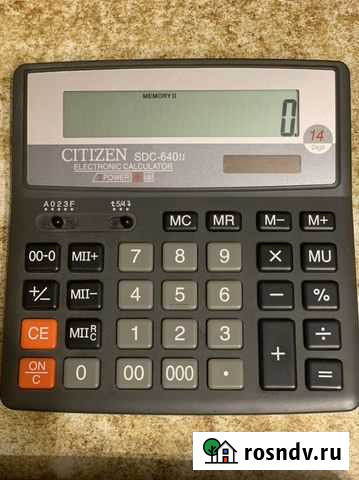 MEMORY II
0.
14
Digit
CITIZEN SDC-640II
ELECTRONIC CALCULATOR
POWER
A 0 2 3 F
5/4
MC MR M- M+
00→0 MII+ 7 8 9 × MU
+/- MII- 4 5 6 - %
CE MII R C 1 2 3 + ÷
ON/C 0 00 000 · =
rosndv.ru